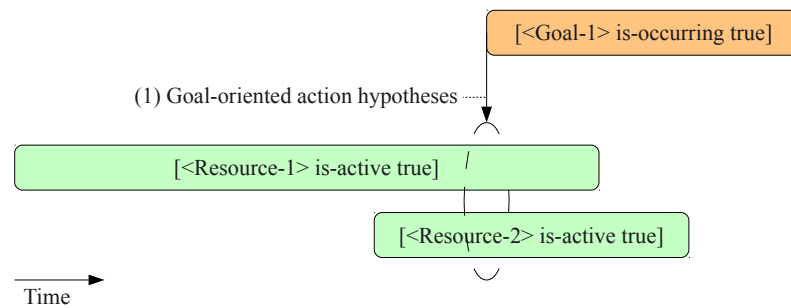 [<Goal-1> is-occurring true]
(1) Goal-oriented action hypotheses
[<Resource-1> is-active true]
[<Resource-2> is-active true]
Time